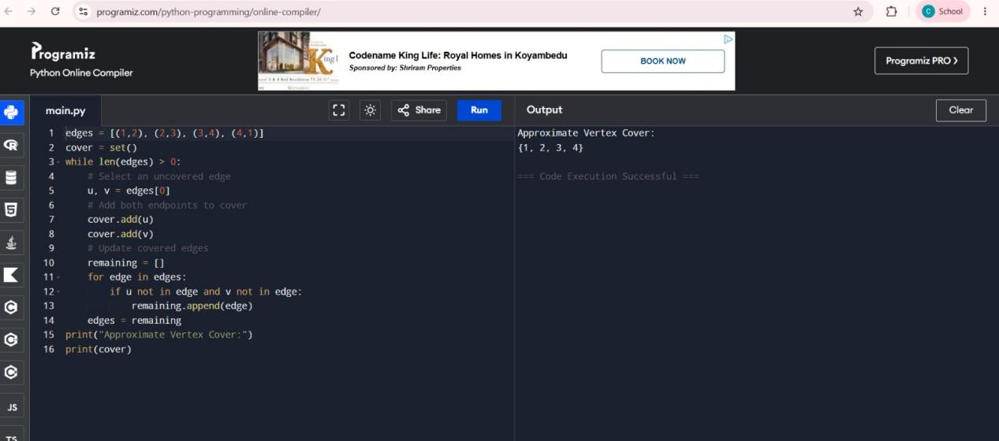 programiz.com/python-programming/online-compiler/
C School
Programiz
Python Online Compiler
Codename King Life: Royal Homes in Koyambedu
Sponsored by: Shriram Properties
BOOK NOW
Programiz PRO >
main.py
Share
Run
Output
Clear
1 edges = [(1,2), (2,3), (3,4), (4,1)]
2 cover = set()
3 while len(edges) > 0:
4 # Select an uncovered edge
5 u, v = edges[0]
6 # Add both endpoints to cover
7 cover.add(u)
8 cover.add(v)
9 # Update covered edges
10 remaining = []
11 for edge in edges:
12 if u not in edge and v not in edge:
13 remaining.append(edge)
14 edges = remaining
15 print("Approximate Vertex Cover:")
16 print(cover)
Approximate Vertex Cover:
{1, 2, 3, 4}
=== Code Execution Successful ===
JS
TS